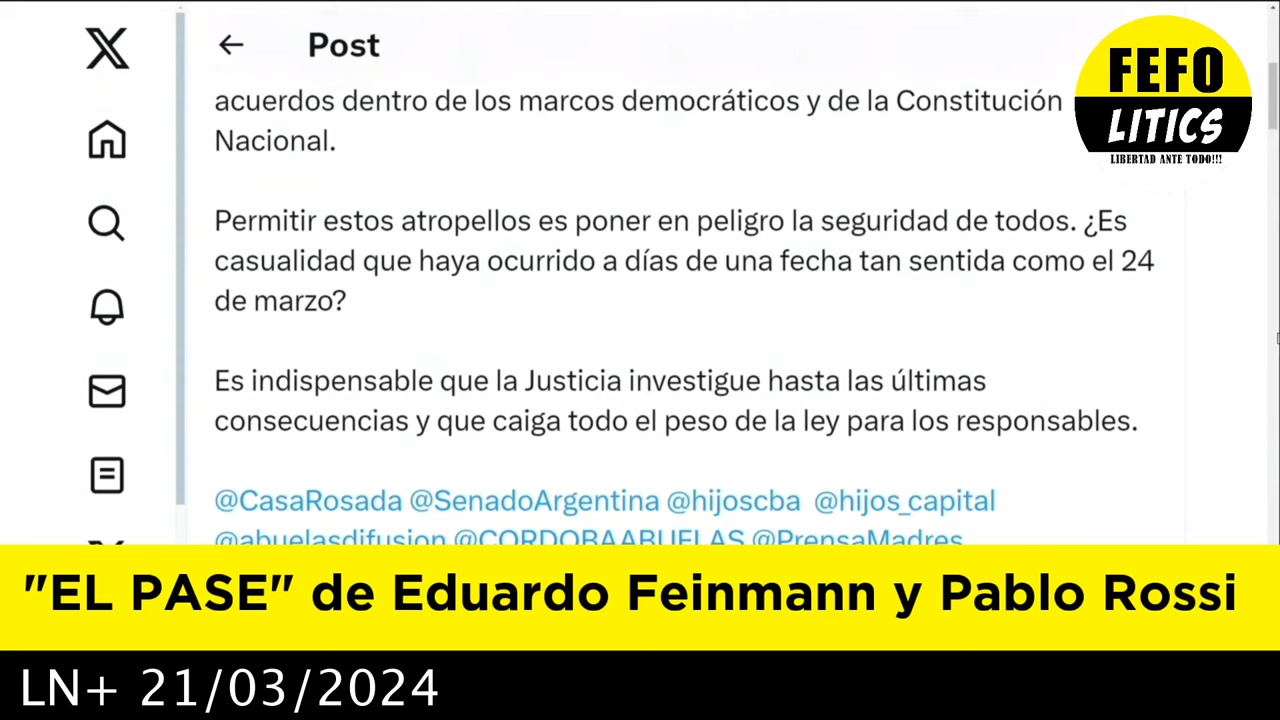 Post
FEFO
LITICS
LIBERTAD ANTE TODO!!!
acuerdos dentro de los marcos democráticos y de la Constitución
Nacional.
Permitir estos atropellos es poner en peligro la seguridad de todos. ¿Es
casualidad que haya ocurrido a días de una fecha tan sentida como el 24
de marzo?
Es indispensable que la Justicia investigue hasta las últimas
consecuencias y que caiga todo el peso de la ley para los responsables.
@CasaRosada @SenadoArgentina @hijoscba @hijos_capital
@abuelasdifusion @CORDOBAABUELAS @PrensaMadres
"EL PASE" de Eduardo Feinmann y Pablo Rossi
LN+ 21/03/2024